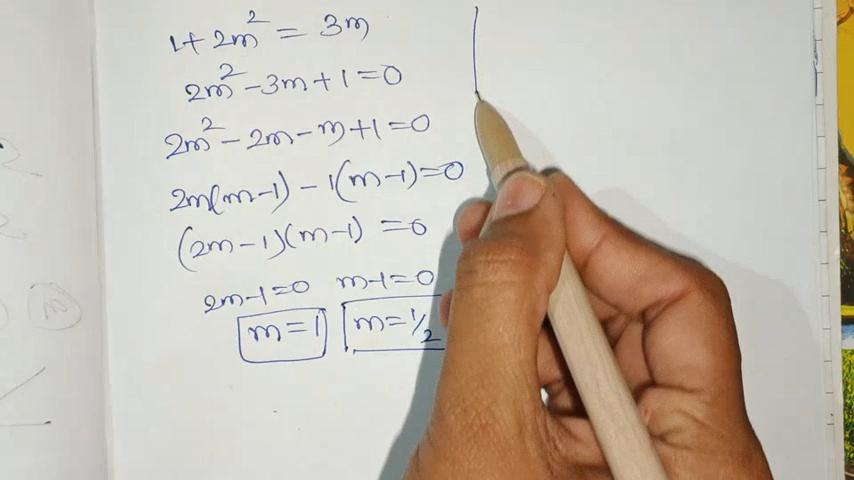 1+2m² = 3m
2m² - 3m + 1 = 0
2m² - 2m - m + 1 = 0
2m(m-1) - 1(m-1) = 0
(2m-1)(m-1) = 0
2m-1=0 m-1=0
m=1 m=1/2